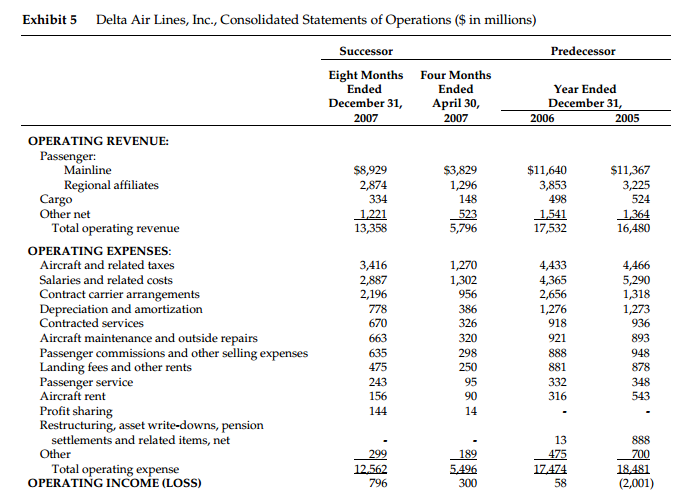 Exhibit 5 Delta Air Lines, Inc., Consolidated Statements of Operations ($ in millions)
Successor Predecessor
Eight Months Four Months
Ended Ended Year Ended
December 31, April 30, December 31,
2007 2007 2006 2005
OPERATING REVENUE:
Passenger:
Mainline $8,929 $3,829 $11,640 $11,367
Regional affiliates 2,874 1,296 3,853 3,225
Cargo 334 148 498 524
Other net 1,221 523 1,541 1,364
Total operating revenue 13,358 5,796 17,532 16,480
OPERATING EXPENSES:
Aircraft and related taxes 3,416 1,270 4,433 4,466
Salaries and related costs 2,887 1,302 4,365 5,290
Contract carrier arrangements 2,196 956 2,656 1,318
Depreciation and amortization 778 386 1,276 1,273
Contracted services 670 326 918 936
Aircraft maintenance and outside repairs 663 320 921 893
Passenger commissions and other selling expenses 635 298 888 948
Landing fees and other rents 475 250 881 878
Passenger service 243 95 332 348
Aircraft rent 156 90 316 543
Profit sharing 144 14 - -
Restructuring, asset write-downs, pension
settlements and related items, net - - 13 888
Other 299 189 475 700
Total operating expense 12,562 5,496 17,474 18,481
OPERATING INCOME (LOSS) 796 300 58 (2,001)